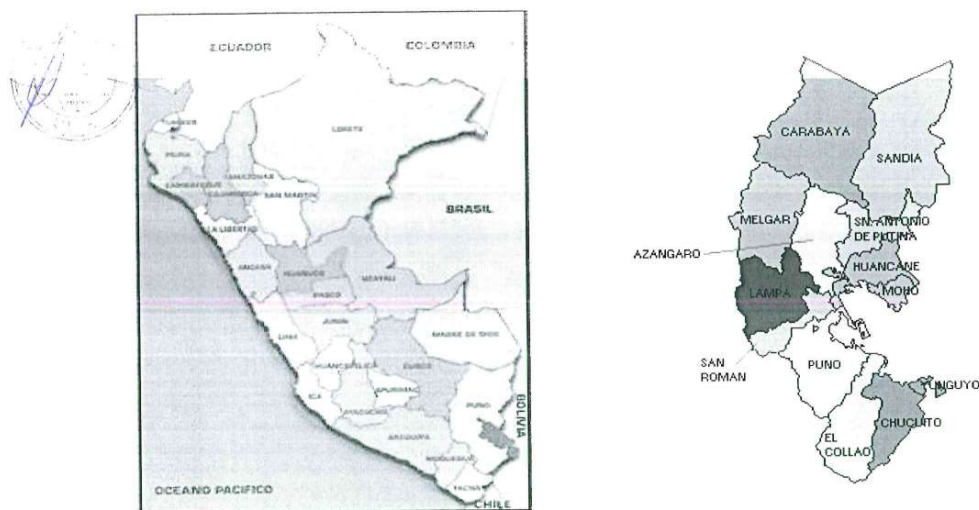 ECUADOR
COLOMBIA
LORETO
PIURA
AMAZONAS
CAJAMARCA
SAN MARTIN
LA LIBERTAD
BRASIL
ANCASH
HUANUCO
UCAYALI
PASCO
JUNIN
LIMA
MADRE DE DIOS
HUANCAVELICA
CUSCO
ICA
APURIMAC
AYACUCHO
PUNO
BOLIVIA
AREQUIPA
MOQUEGUA
TACNA
OCEANO PACIFICO
CHILE
CARABAYA
SANDIA
MELGAR
SN. ANTONIO
DE PUTINA
AZANGARO
HUANCANE
LAMPA
MOHO
SAN
ROMAN
PUNO
YUNGUYO
CHUCUITO
EL
COLLAO